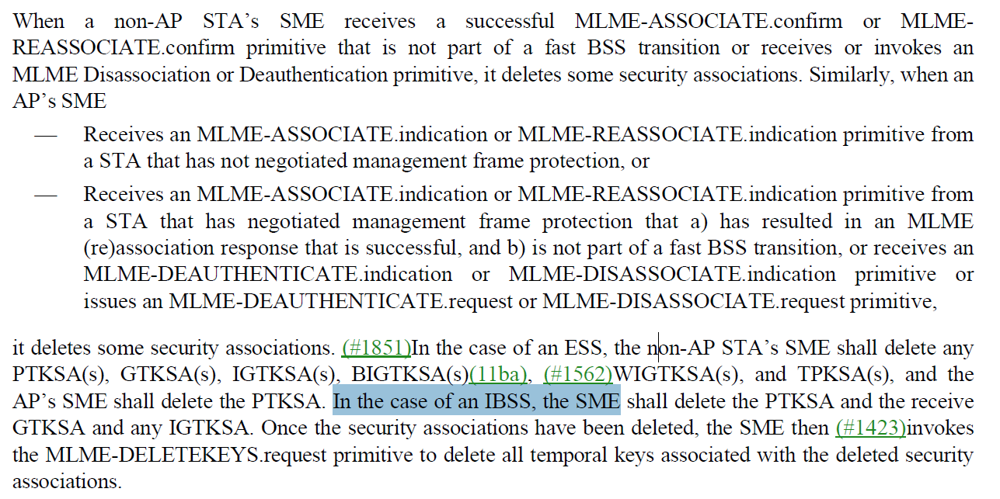 When a non-AP STA’s SME receives a successful MLME-ASSOCIATE.confirm or MLME-
REASSOCIATE.confirm primitive that is not part of a fast BSS transition or receives or invokes an
MLME Disassociation or Deauthentication primitive, it deletes some security associations. Similarly, when an
AP’s SME
— Receives an MLME-ASSOCIATE.indication or MLME-REASSOCIATE.indication primitive from
a STA that has not negotiated management frame protection, or
— Receives an MLME-ASSOCIATE.indication or MLME-REASSOCIATE.indication primitive from
a STA that has negotiated management frame protection that a) has resulted in an MLME
(re)association response that is successful, and b) is not part of a fast BSS transition, or receives an
MLME-DEAUTHENTICATE.indication or MLME-DISASSOCIATE.indication primitive or
issues an MLME-DEAUTHENTICATE.request or MLME-DISASSOCIATE.request primitive,
it deletes some security associations. (#1851)In the case of an ESS, the non-AP STA’s SME shall delete any
PTKSA(s), GTKSA(s), IGTKSA(s), BIGTKSA(s)(11ba), (#1562)WIGTKSA(s), and TPKSA(s), and the
AP’s SME shall delete the PTKSA. In the case of an IBSS, the SME shall delete the PTKSA and the receive
GTKSA and any IGTKSA. Once the security associations have been deleted, the SME then (#1423)invokes
the MLME-DELETEKEYS.request primitive to delete all temporal keys associated with the deleted security
associations.